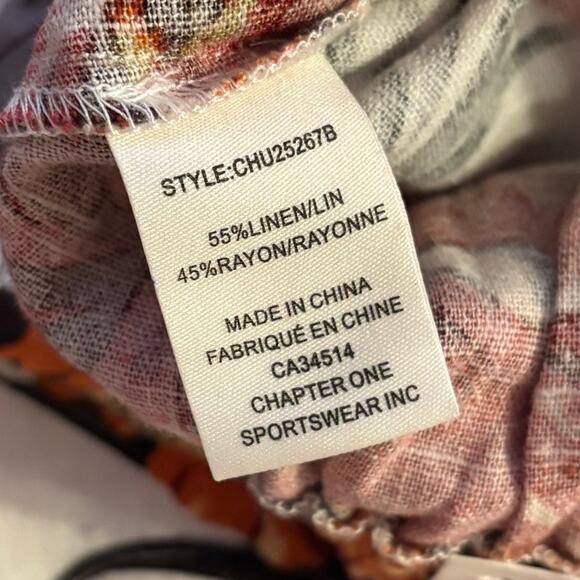 STYLE:CHU25267B
55%LINEN/LIN
45%RAYON/RAYONNE
MADE IN CHINA
FABRIQUÉ EN CHINE
CA34514
CHAPTER ONE
SPORTSWEAR INC